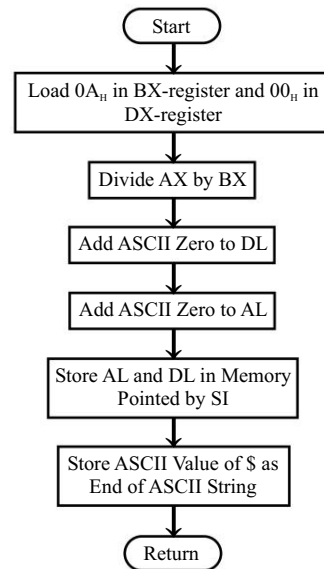 Start
Load 0A_H in BX-register and 00_H in
DX-register
Divide AX by BX
Add ASCII Zero to DL
Add ASCII Zero to AL
Store AL and DL in Memory
Pointed by SI
Store ASCII Value of $ as
End of ASCII String
Return